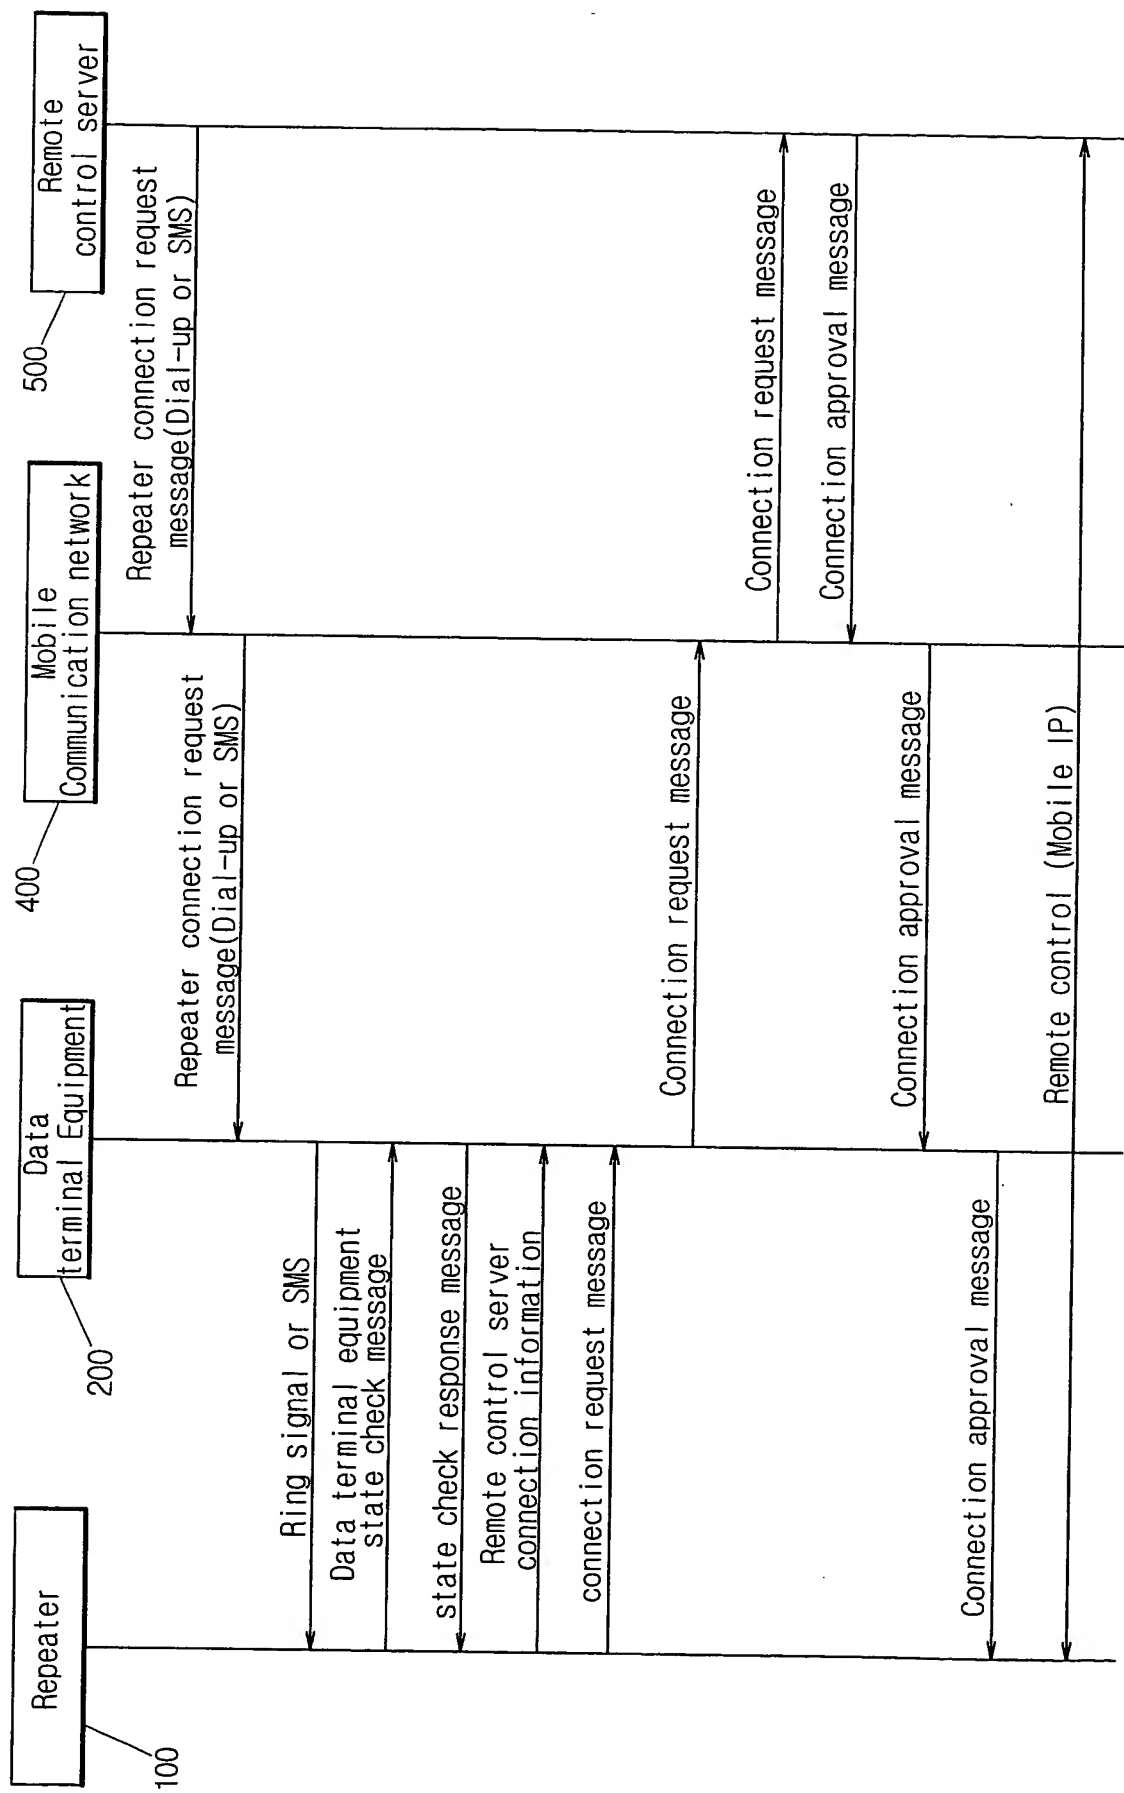 Repeater
100
Data
terminal Equipment
200
Mobile
Communication network
400
Remote
control server
500
Repeater connection request
message(Dial-up or SMS)
Repeater connection request
message(Dial-up or SMS)
Ring signal or SMS
Data terminal equipment
state check message
state check response message
Remote control server
connection information
connection request message
Connection request message
Connection request message
Connection approval message
Connection approval message
Connection approval message
Remote control (Mobile IP)